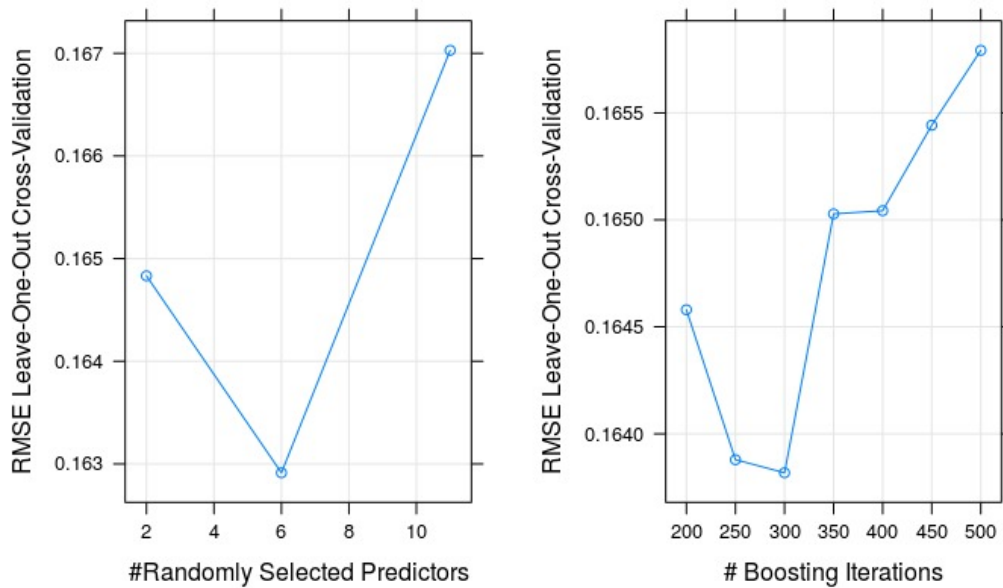 RMSE Leave-One-Out Cross-Validation
0.167
0.166
0.165
0.164
0.163
2 4 6 8 10
#Randomly Selected Predictors
RMSE Leave-One-Out Cross-Validation
0.1655
0.1650
0.1645
0.1640
200 250 300 350 400 450 500
# Boosting Iterations